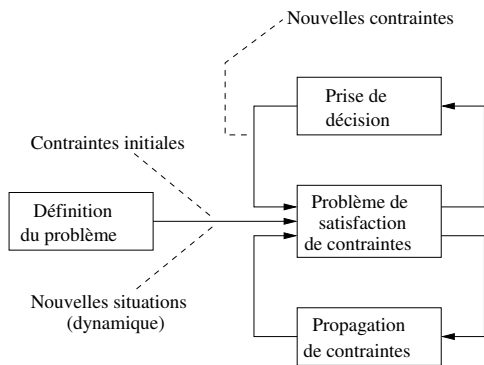 Nouvelles contraintes
Prise de
décision
Contraintes initiales
Définition
du problème
Problème de
satisfaction
de contraintes
Nouvelles situations
(dynamique)
Propagation
de contraintes